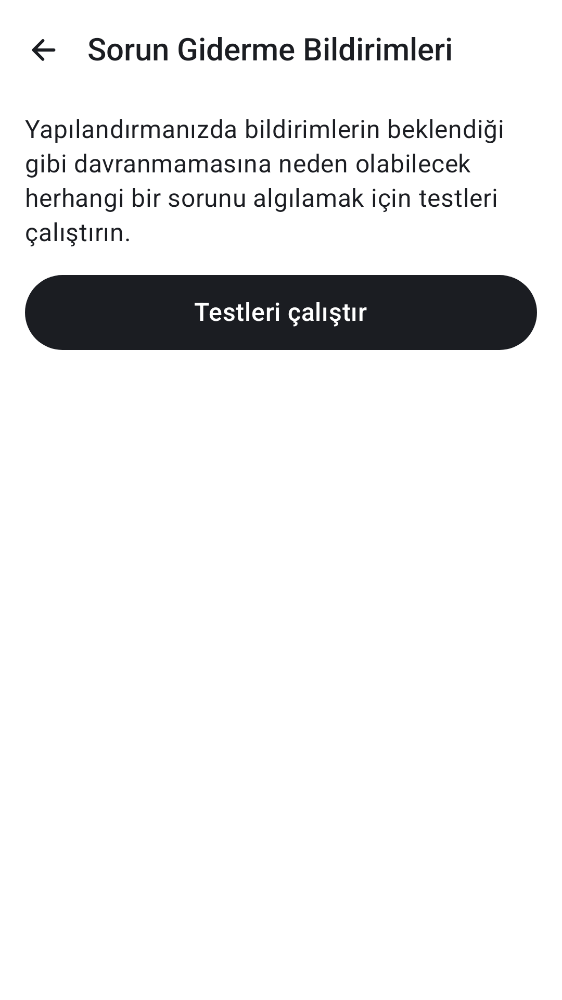 Sorun Giderme Bildirimleri
Yapılandırmanızda bildirimlerin beklendiği
gibi davranmamasına neden olabilecek
herhangi bir sorunu algılamak için testleri
çalıştırın.
Testleri çalıştır